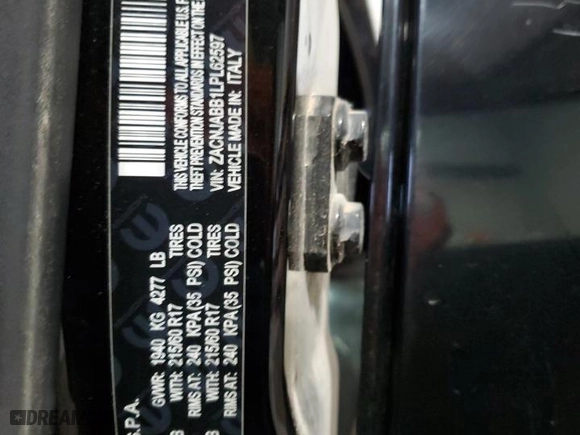 S.P.A.
GVWR: 1940 KG 4277 LB
WITH: 215/60 R17 TIRES
RIMS AT: 240 KPA(35 PSI) COLD
WITH: 215/60 R17 TIRES
RIMS AT: 240 KPA(35 PSI) COLD
THIS VEHICLE CONFORMS TO ALL APPLICABLE U.S. F
THEFT PREVENTION STANDARDS IN EFFECT ON THE
VIN: ZACNJABB1LPL62597
VEHICLE MADE IN: ITALY
B
B